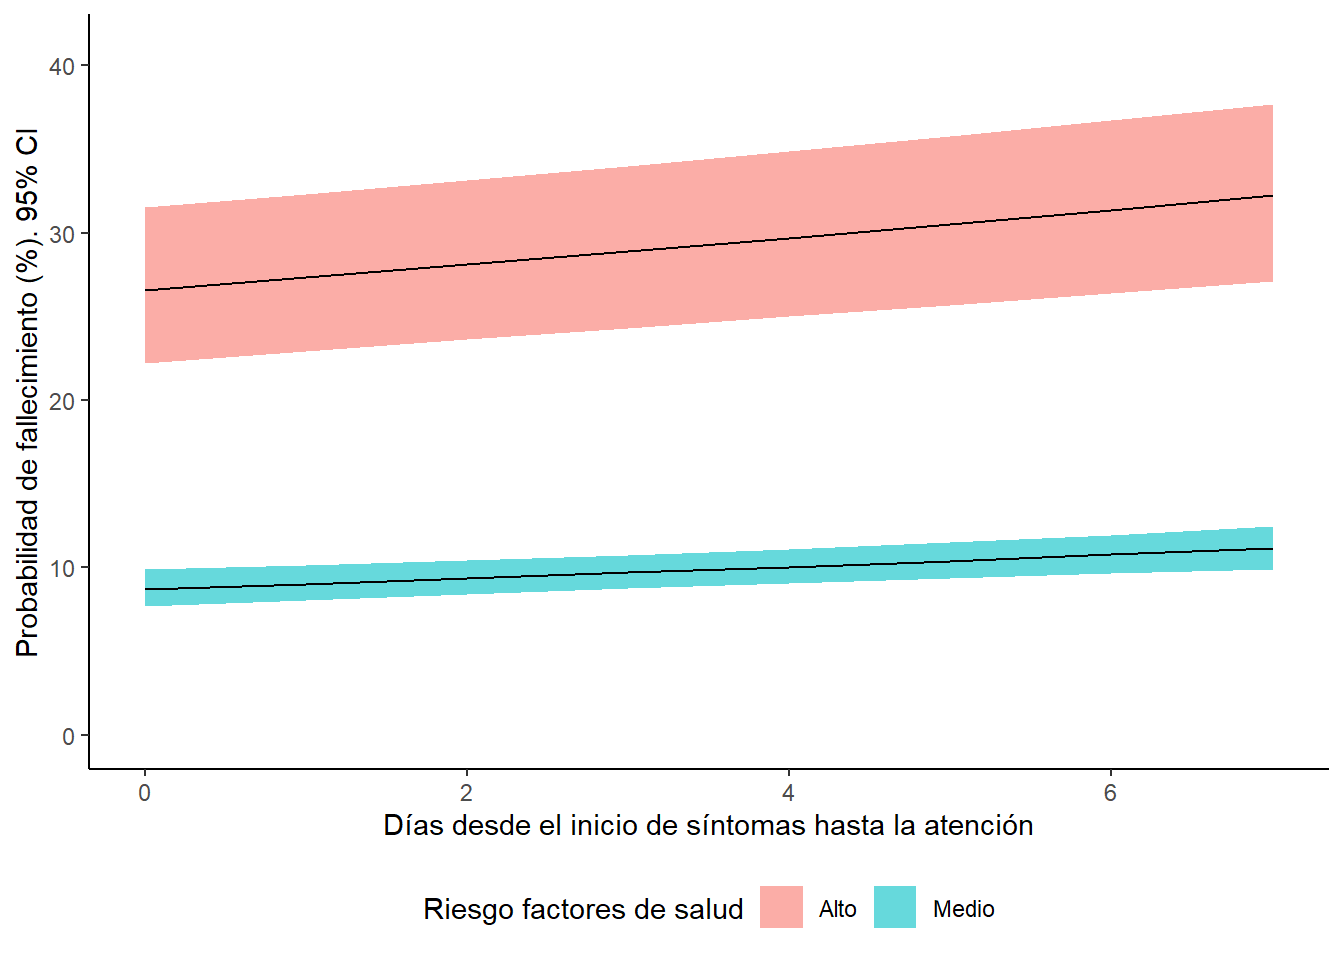 Probabilidad de fallecimiento (%). 95% CI
40
30
20
10
0
0 2 4 6
Días desde el inicio de síntomas hasta la atención
Riesgo factores de salud Alto Medio